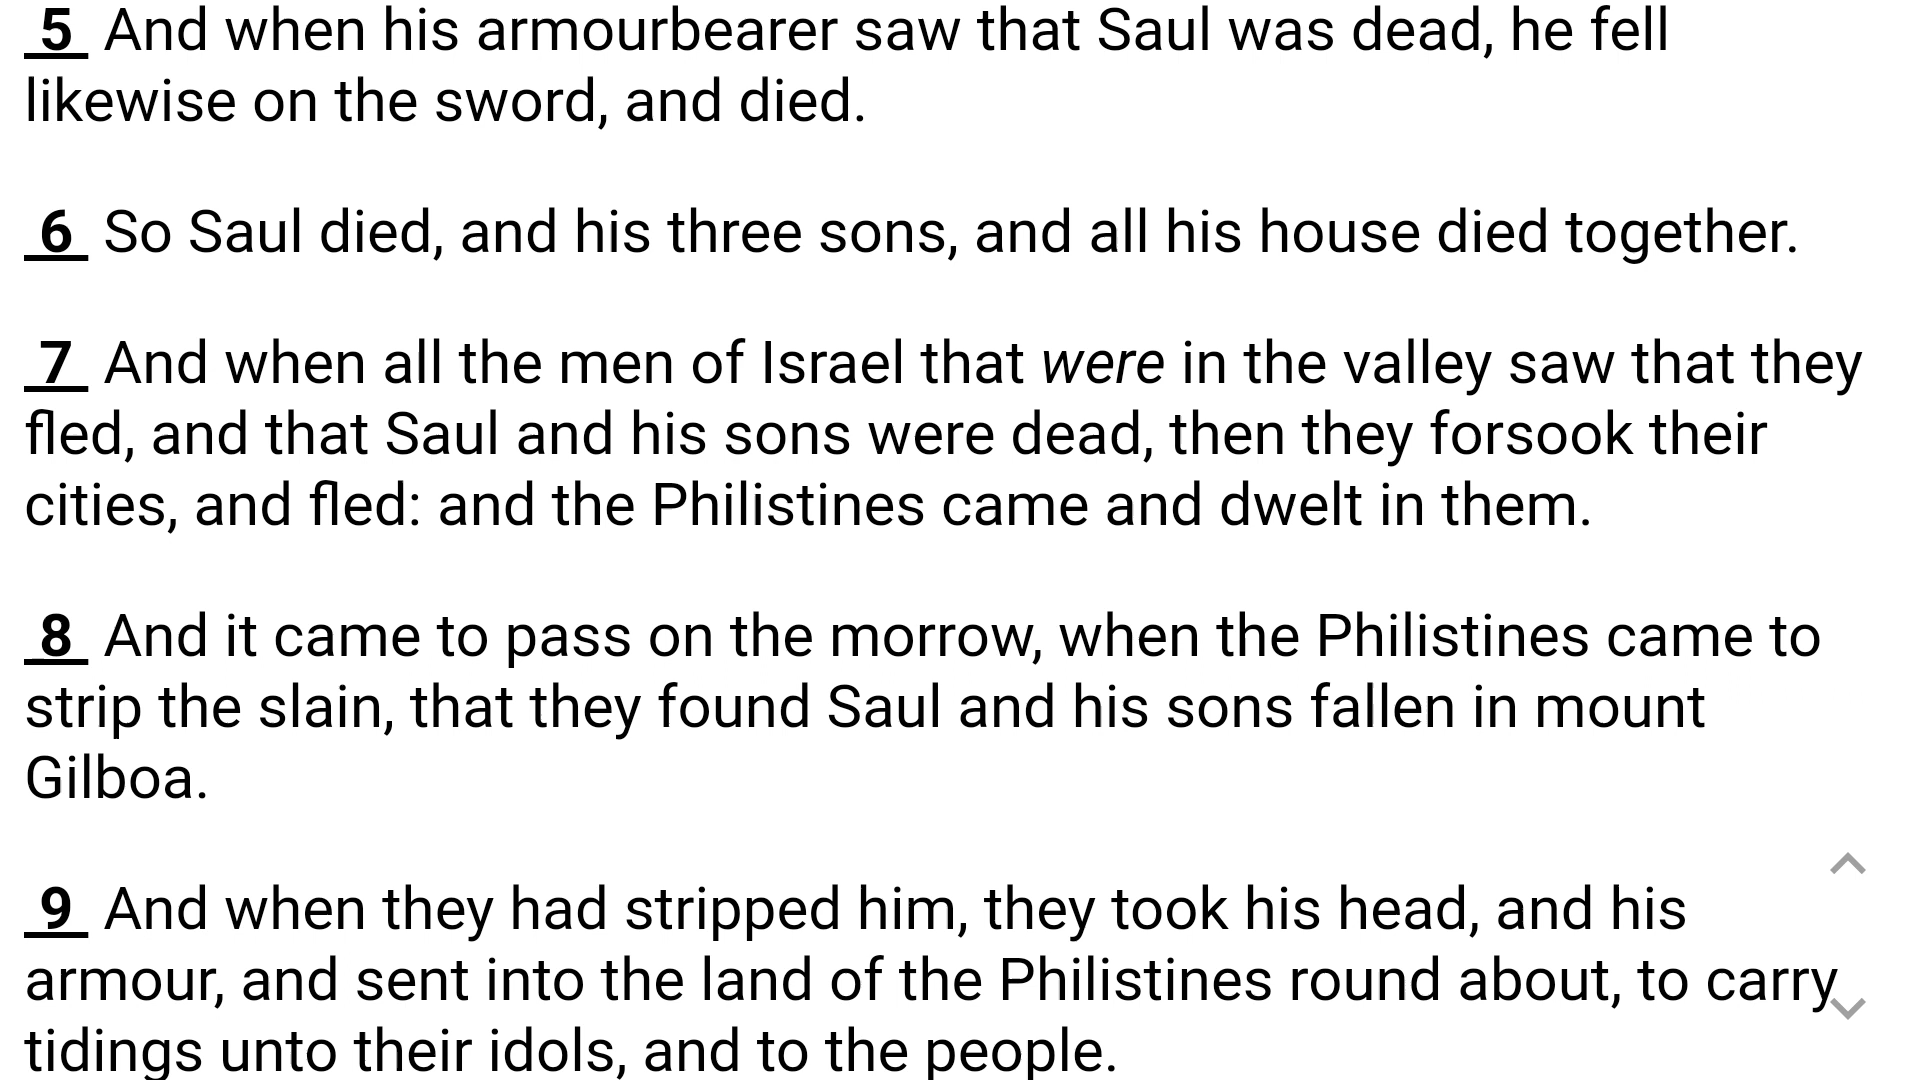 5 And when his armourbearer saw that Saul was dead, he fell
likewise on the sword, and died.
6 So Saul died, and his three sons, and all his house died together.
7 And when all the men of Israel that were in the valley saw that they
fled, and that Saul and his sons were dead, then they forsook their
cities, and fled: and the Philistines came and dwelt in them.
8 And it came to pass on the morrow, when the Philistines came to
strip the slain, that they found Saul and his sons fallen in mount
Gilboa.
9 And when they had stripped him, they took his head, and his
armour, and sent into the land of the Philistines round about, to carry
tidings unto their idols, and to the people.